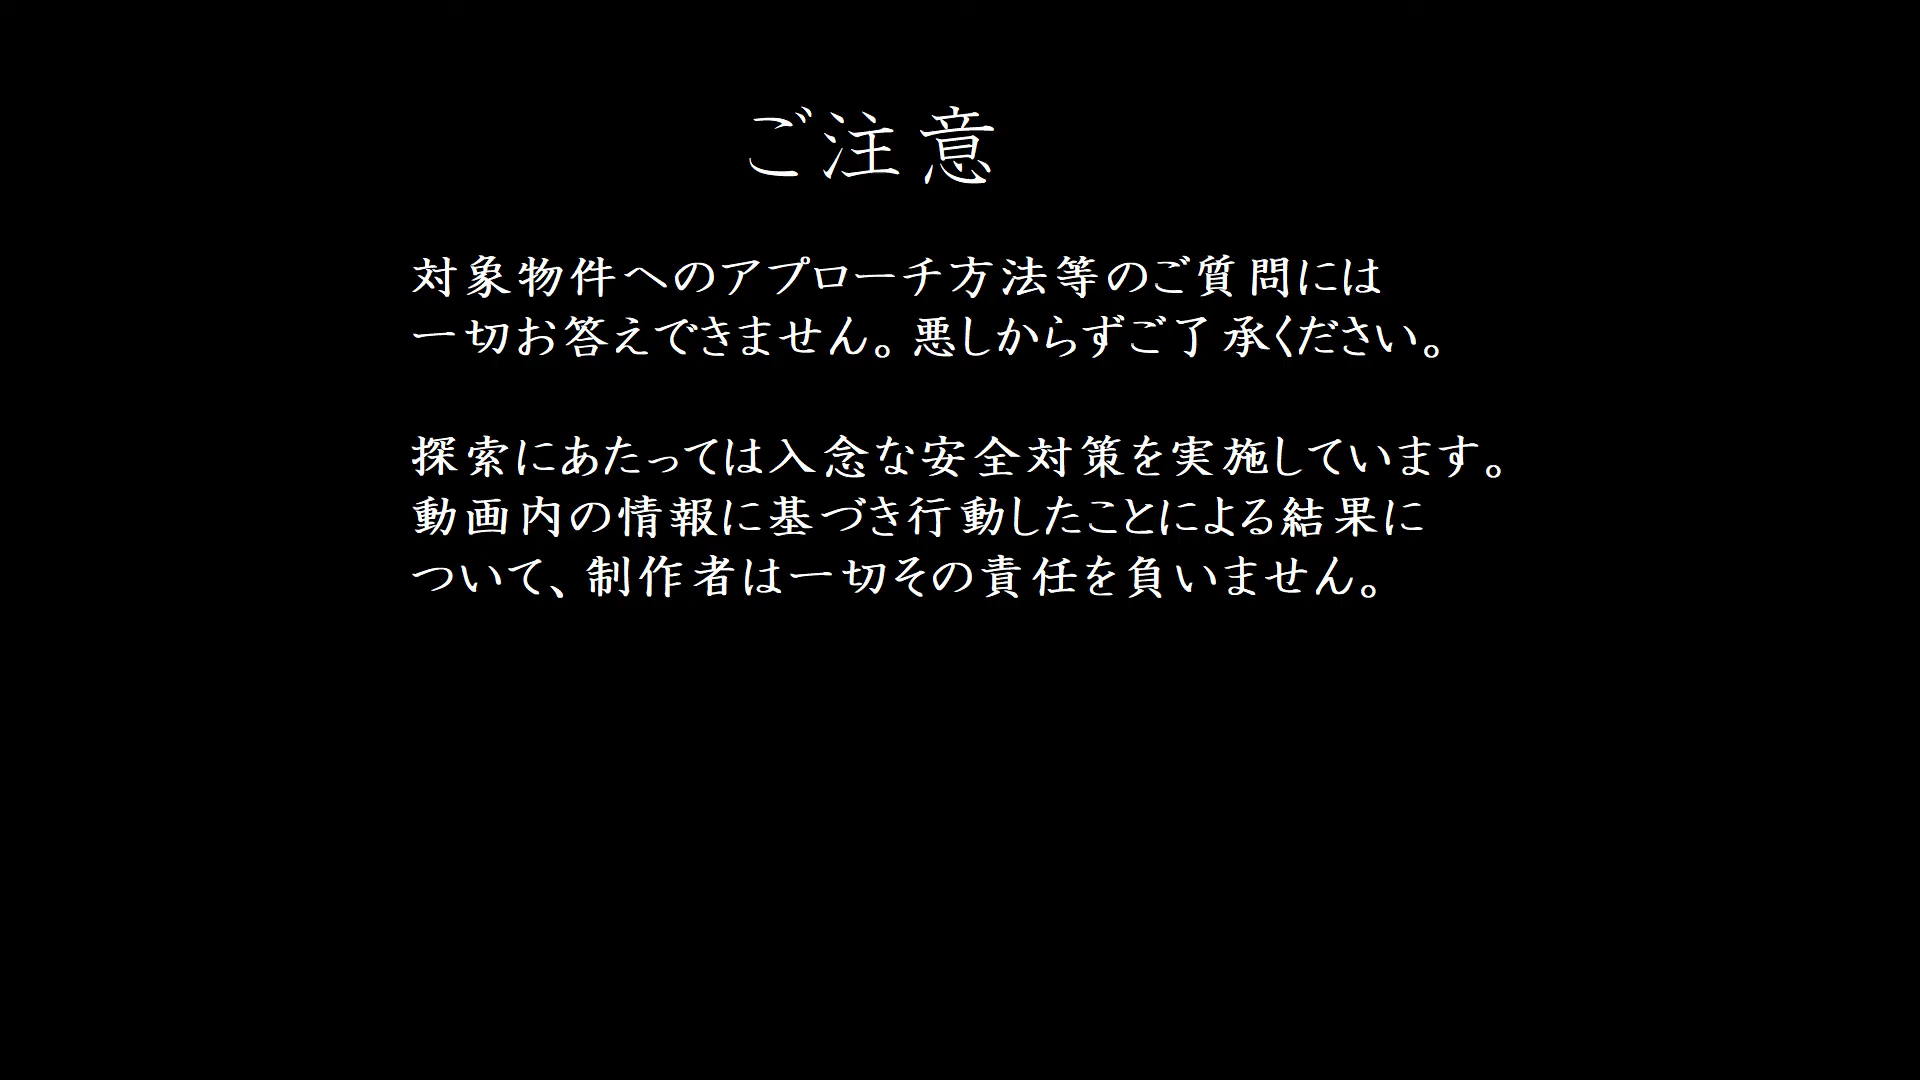 ご注意
対象物件へのアプローチ方法等のご質問には
一切お答えできません。悪しからずご了承ください。
探索にあたっては入念な安全対策を実施しています。
動画内の情報に基づき行動したことによる結果に
ついて、制作者は一切その責任を負いません。